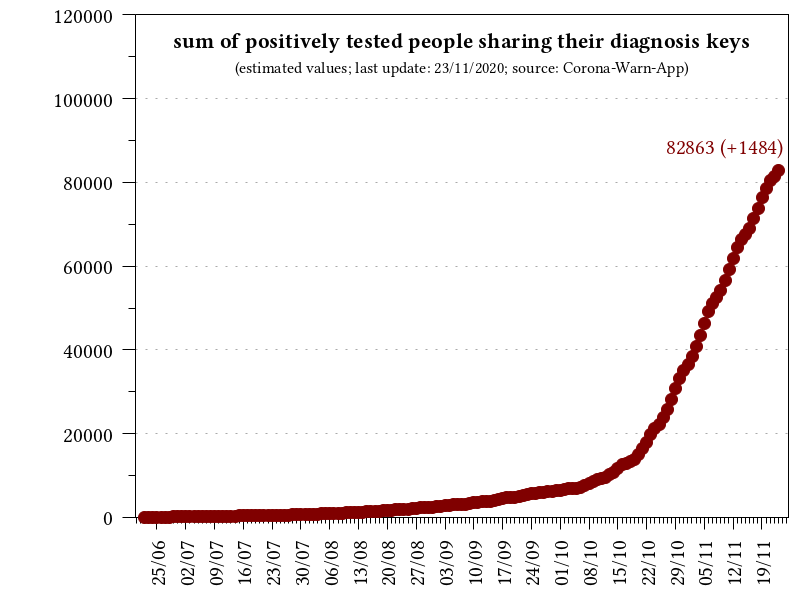 sum of positively tested people sharing their diagnosis keys
(estimated values; last update: 23/11/2020; source: Corona-Warn-App)
82863 (+1484)
120000
100000
80000
60000
40000
20000
0
25/06 02/07 09/07 16/07 23/07 30/07 06/08 13/08 20/08 27/08 03/09 10/09 17/09 24/09 01/10 08/10 15/10 22/10 29/10 05/11 12/11 19/11